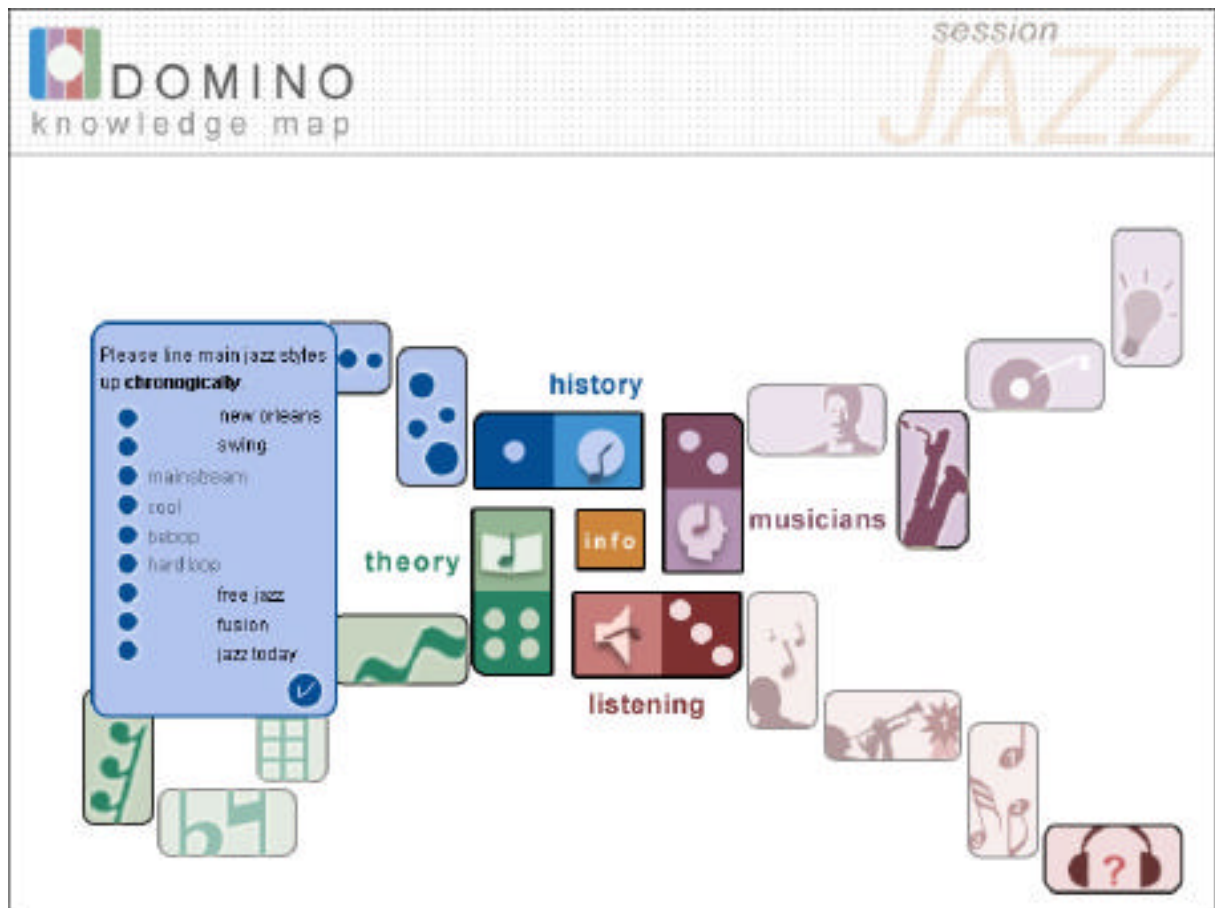 session
JAZZ
DOMINO
knowledge map
Please line main jazz styles
up chronogically
new orleans
swing
mainstream
cool
bebop
hard bop
free jazz
fusion
jazz today
history
musicians
info
theory
listening
?